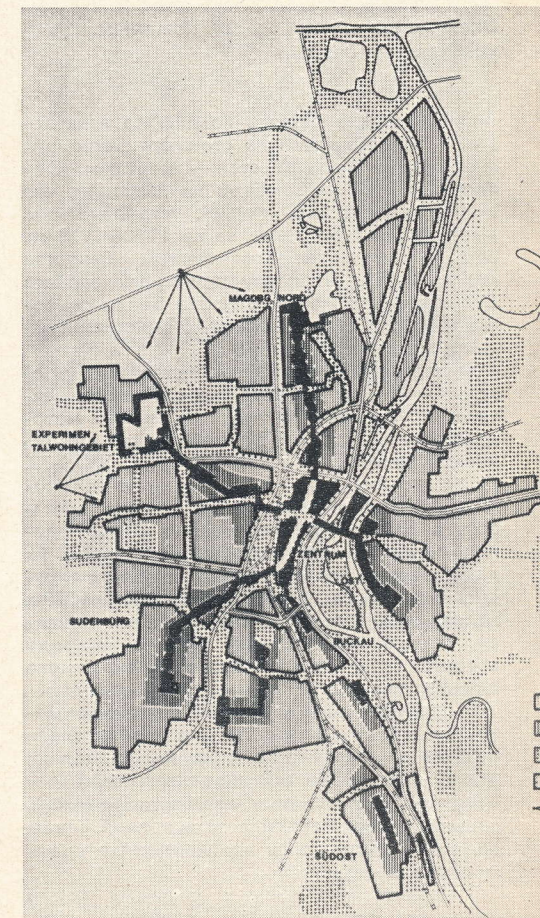 MAGDBG. NORD
EXPERIMEN
TALWOHNGEBIET
ZENTRUM
OST
SUDENBURG
BUCKAU
SÜDOST